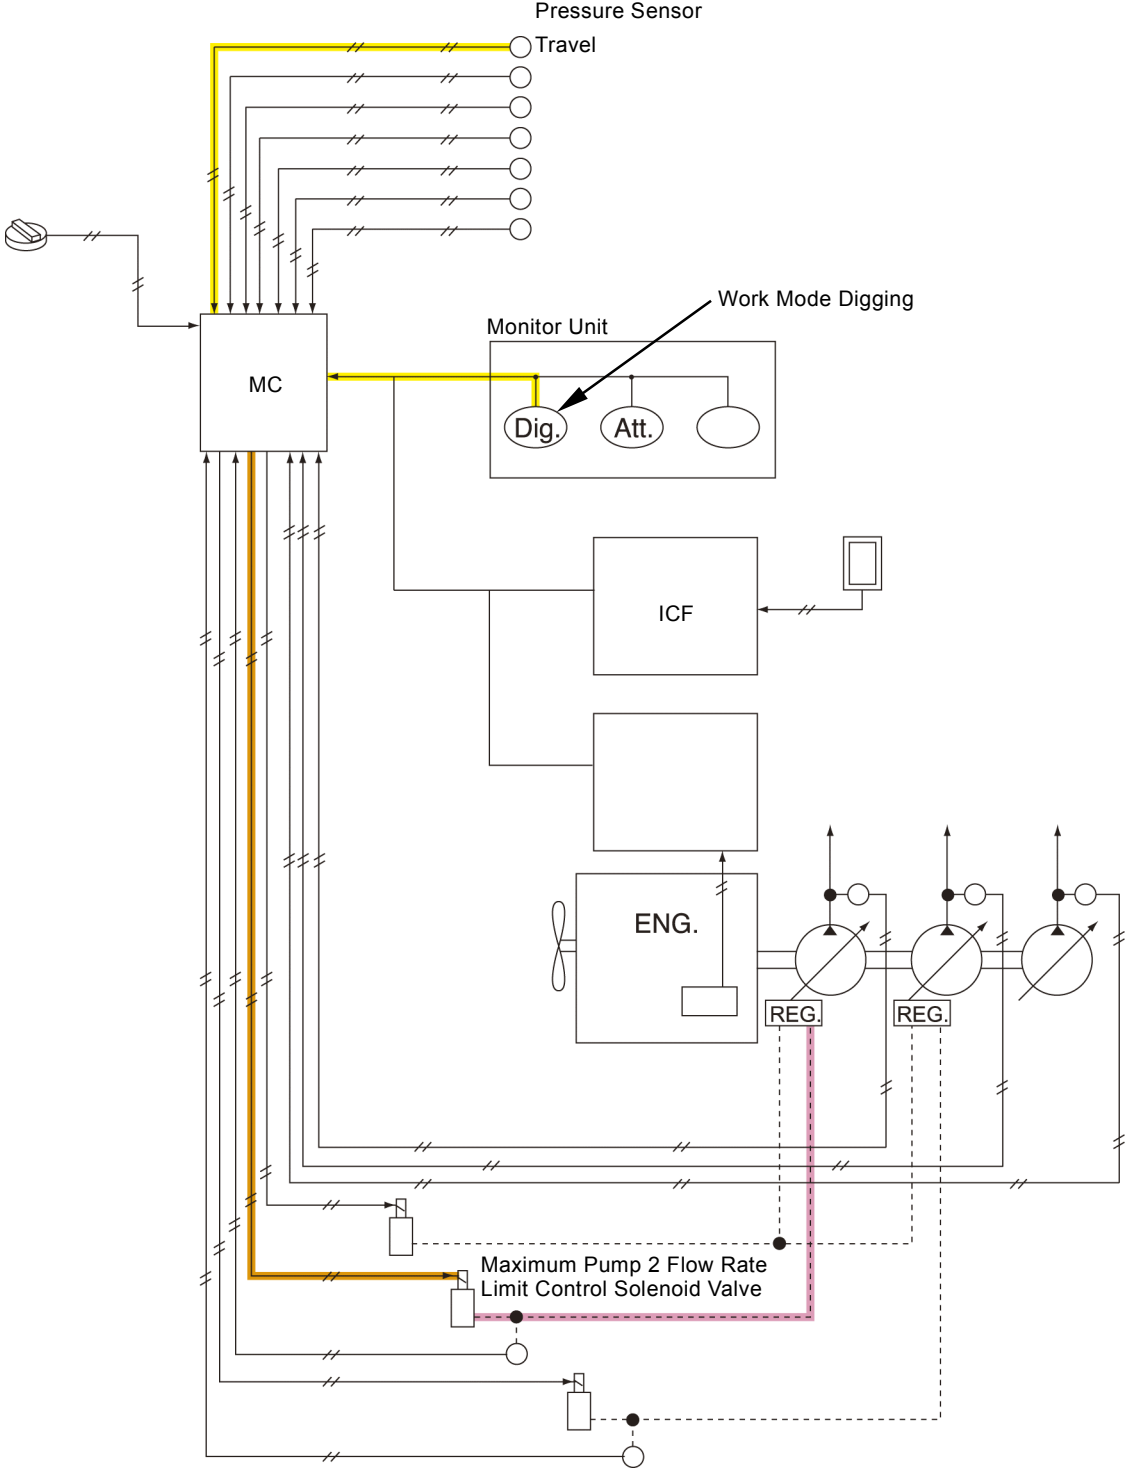 Pressure Sensor
Travel
Work Mode Digging
Monitor Unit
MC
Dig.
Att.
ICF
ENG.
REG.
REG.
Maximum Pump 2 Flow Rate
Limit Control Solenoid Valve